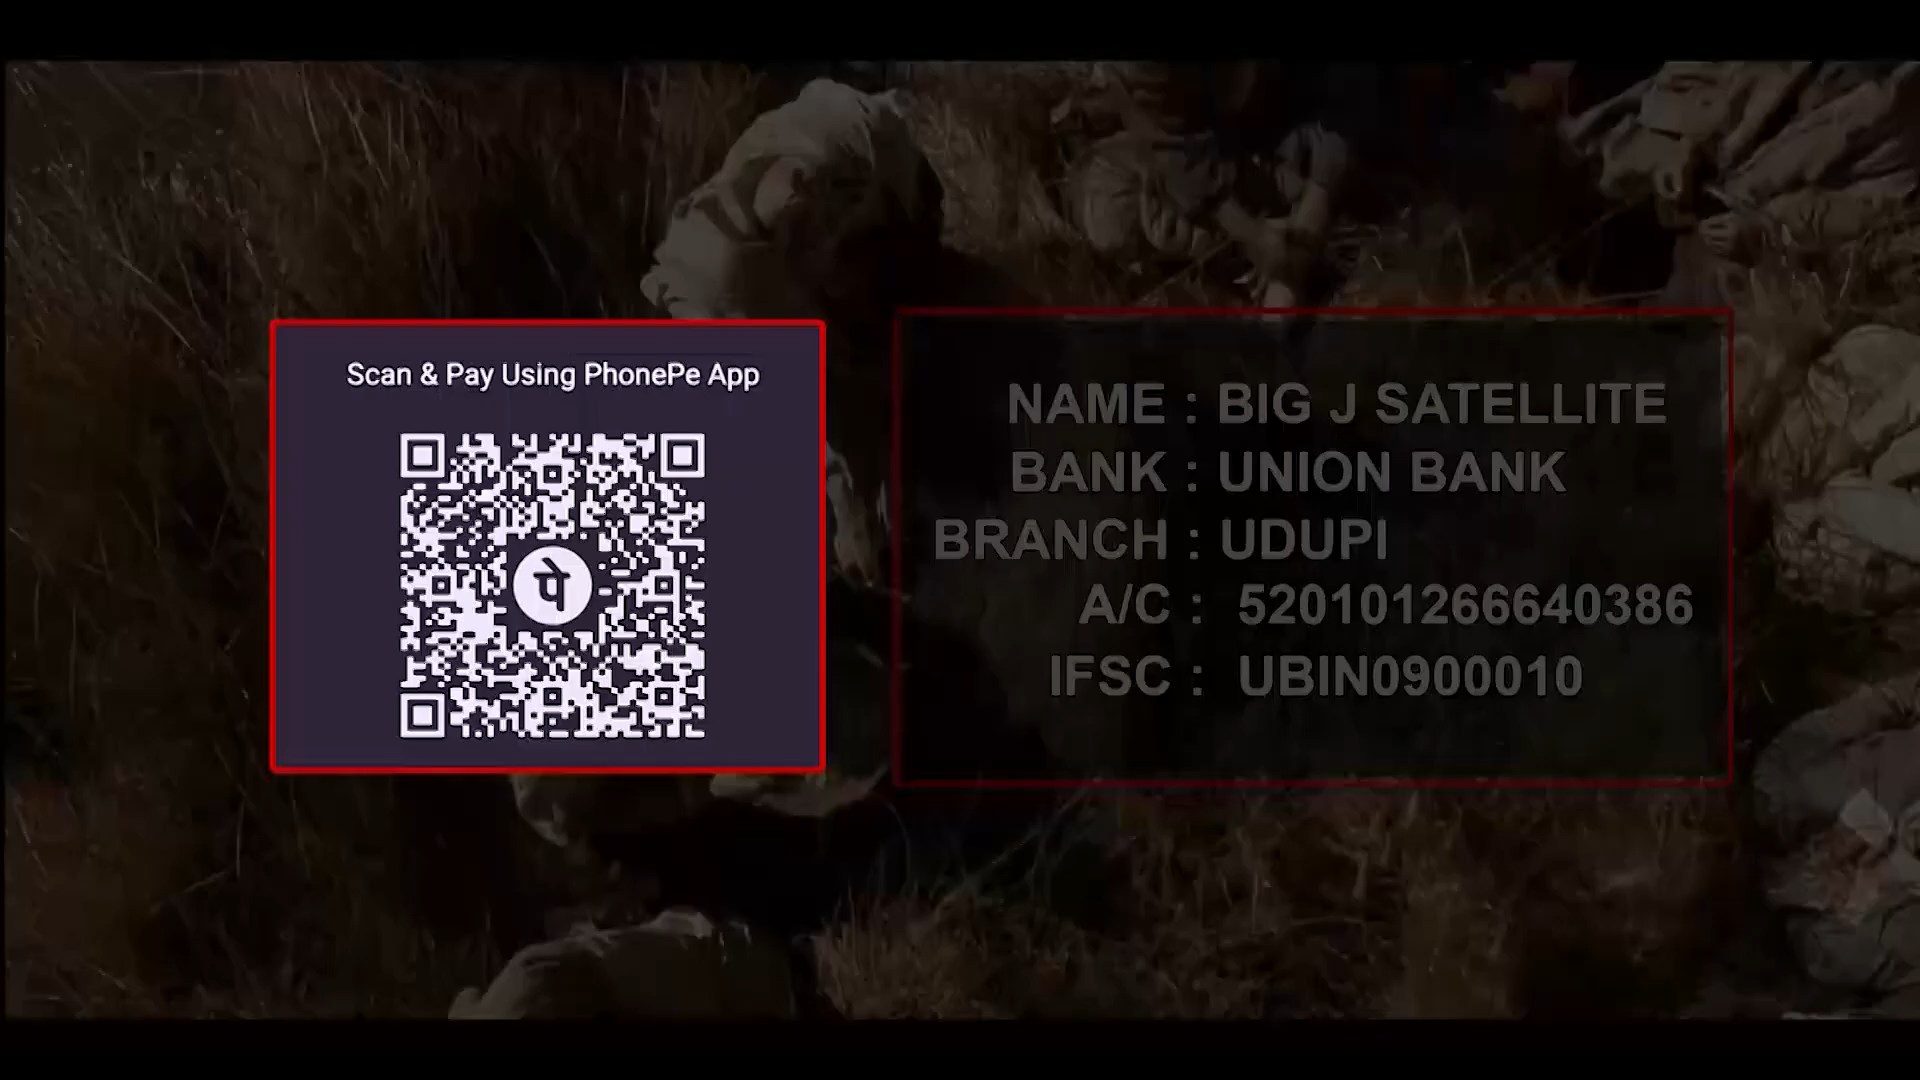 Scan & Pay Using PhonePe App
पे
NAME : BIG J SATELLITE
BANK : UNION BANK
BRANCH : UDUPI
A/C : 520101266640386
IFSC : UBIN0900010